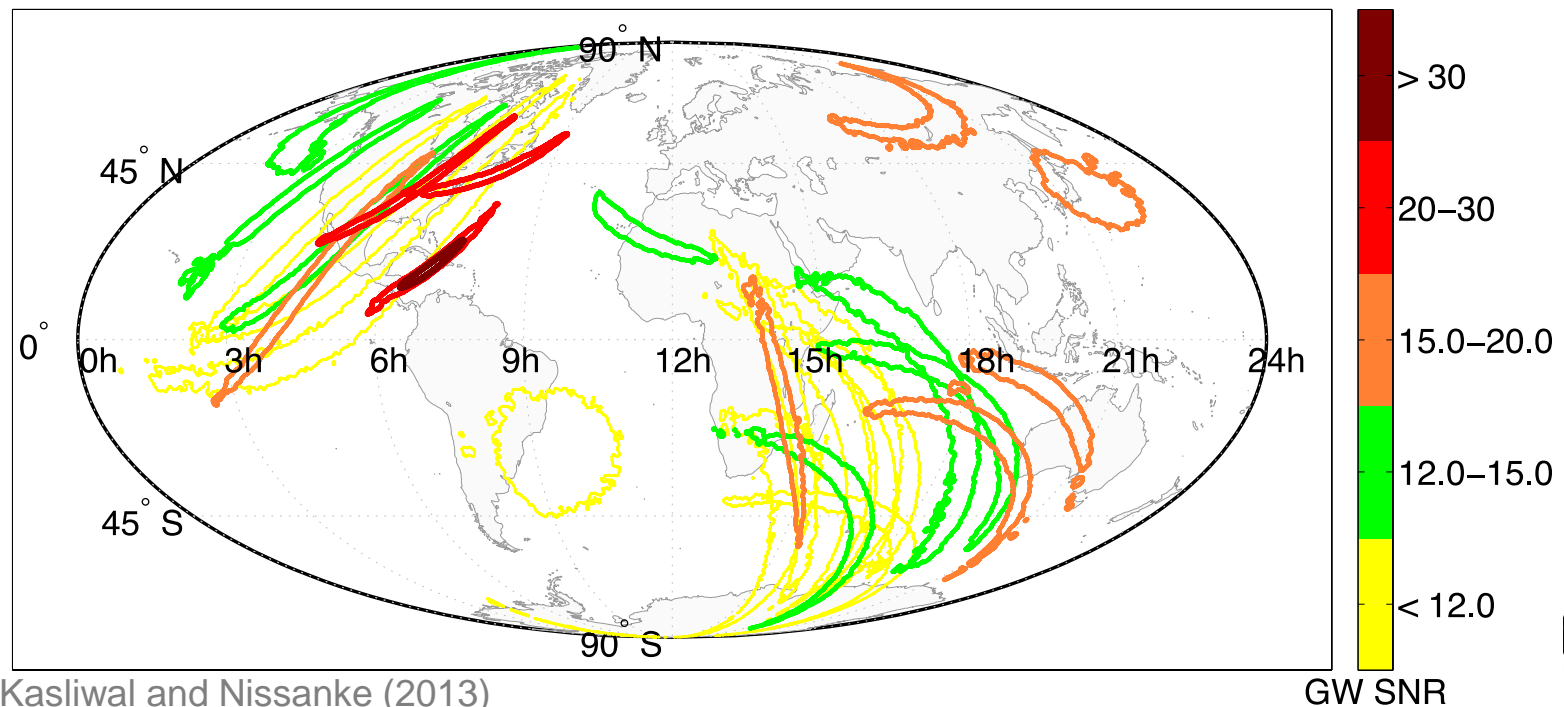 90° N
45° N
0°
0h 3h 6h 9h 12h 15h 18h 21h 24h
45° S
90° S
> 30
20–30
15.0–20.0
12.0–15.0
< 12.0
GW SNR
Kasliwal and Nissanke (2013)